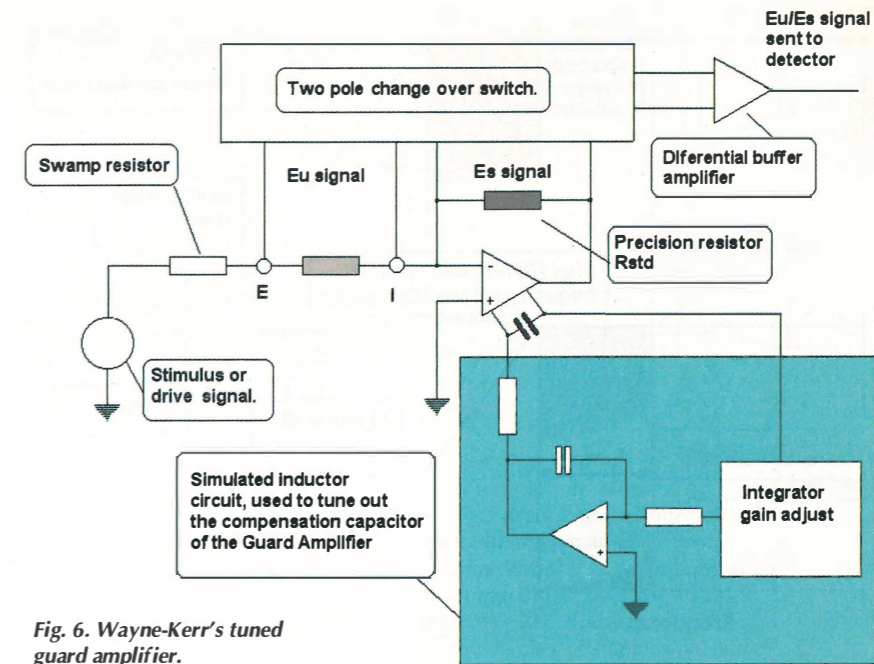 Eu/Es signal
sent to
detector
Two pole change over switch.
Swamp resistor
Eu signal
Es signal
Diferential buffer
amplifier
Precision resistor
Rstd
E
I
-
+
Stimulus or
drive signal.
Simulated inductor
circuit, used to tune out
the compensation capacitor
of the Guard Amplifier
-
+
Integrator
gain adjust
Fig. 6. Wayne-Kerr's tuned
guard amplifier.